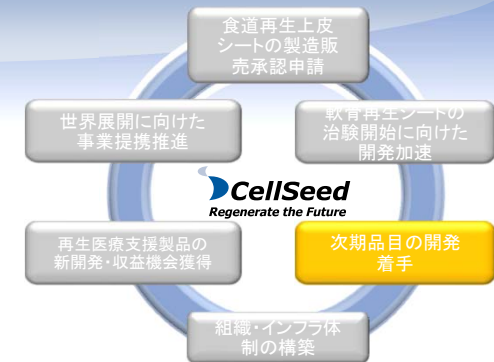 食道再生上皮
シートの製造販
売承認申請
軟骨再生シートの
治験開始に向けた
開発加速
次期品目の開発
着手
組織・インフラ体
制の構築
再生医療支援製品の
新開発・収益機会獲得
世界展開に向けた
事業提携推進
CellSeed
Regenerate the Future